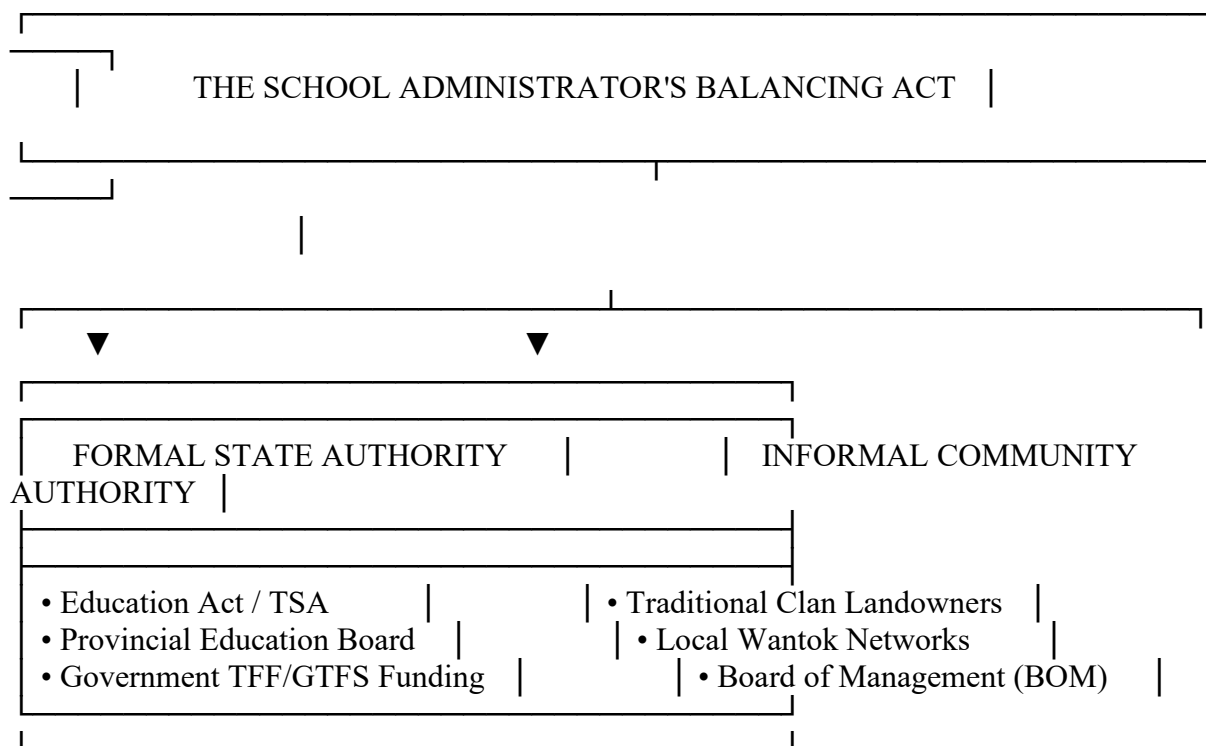 THE SCHOOL ADMINISTRATOR'S BALANCING ACT
▼ ▼
FORMAL STATE AUTHORITY INFORMAL COMMUNITY
AUTHORITY
• Education Act / TSA • Traditional Clan Landowners
• Provincial Education Board • Local Wantok Networks
• Government TFF/GTFS Funding • Board of Management (BOM)